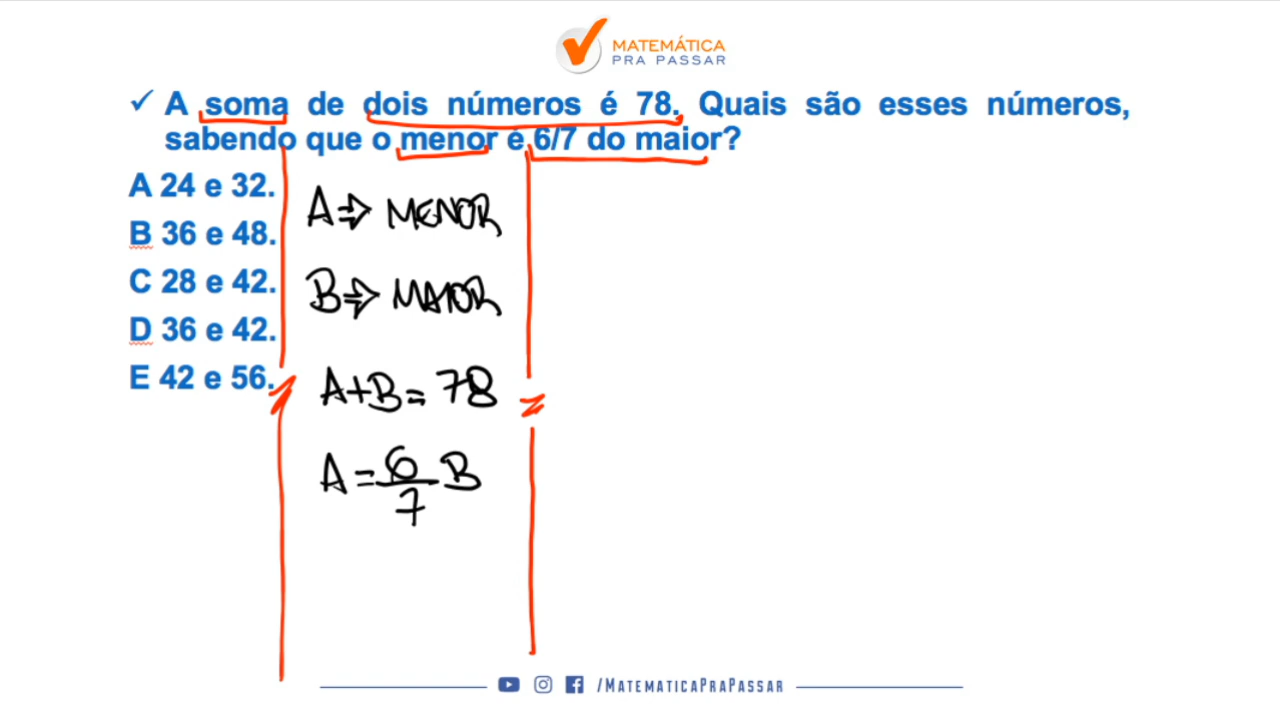 MATEMÁTICA
PRA PASSAR
✓ A soma de dois números é 78. Quais são esses números,
sabendo que o menor é 6/7 do maior?
A 24 e 32.
B 36 e 48.
C 28 e 42.
D 36 e 42.
E 42 e 56.
A ⇒ MENOR
B ⇒ MAIOR
A+B=78
A=6/7 B
/MATEMATICAPRAPASSAR